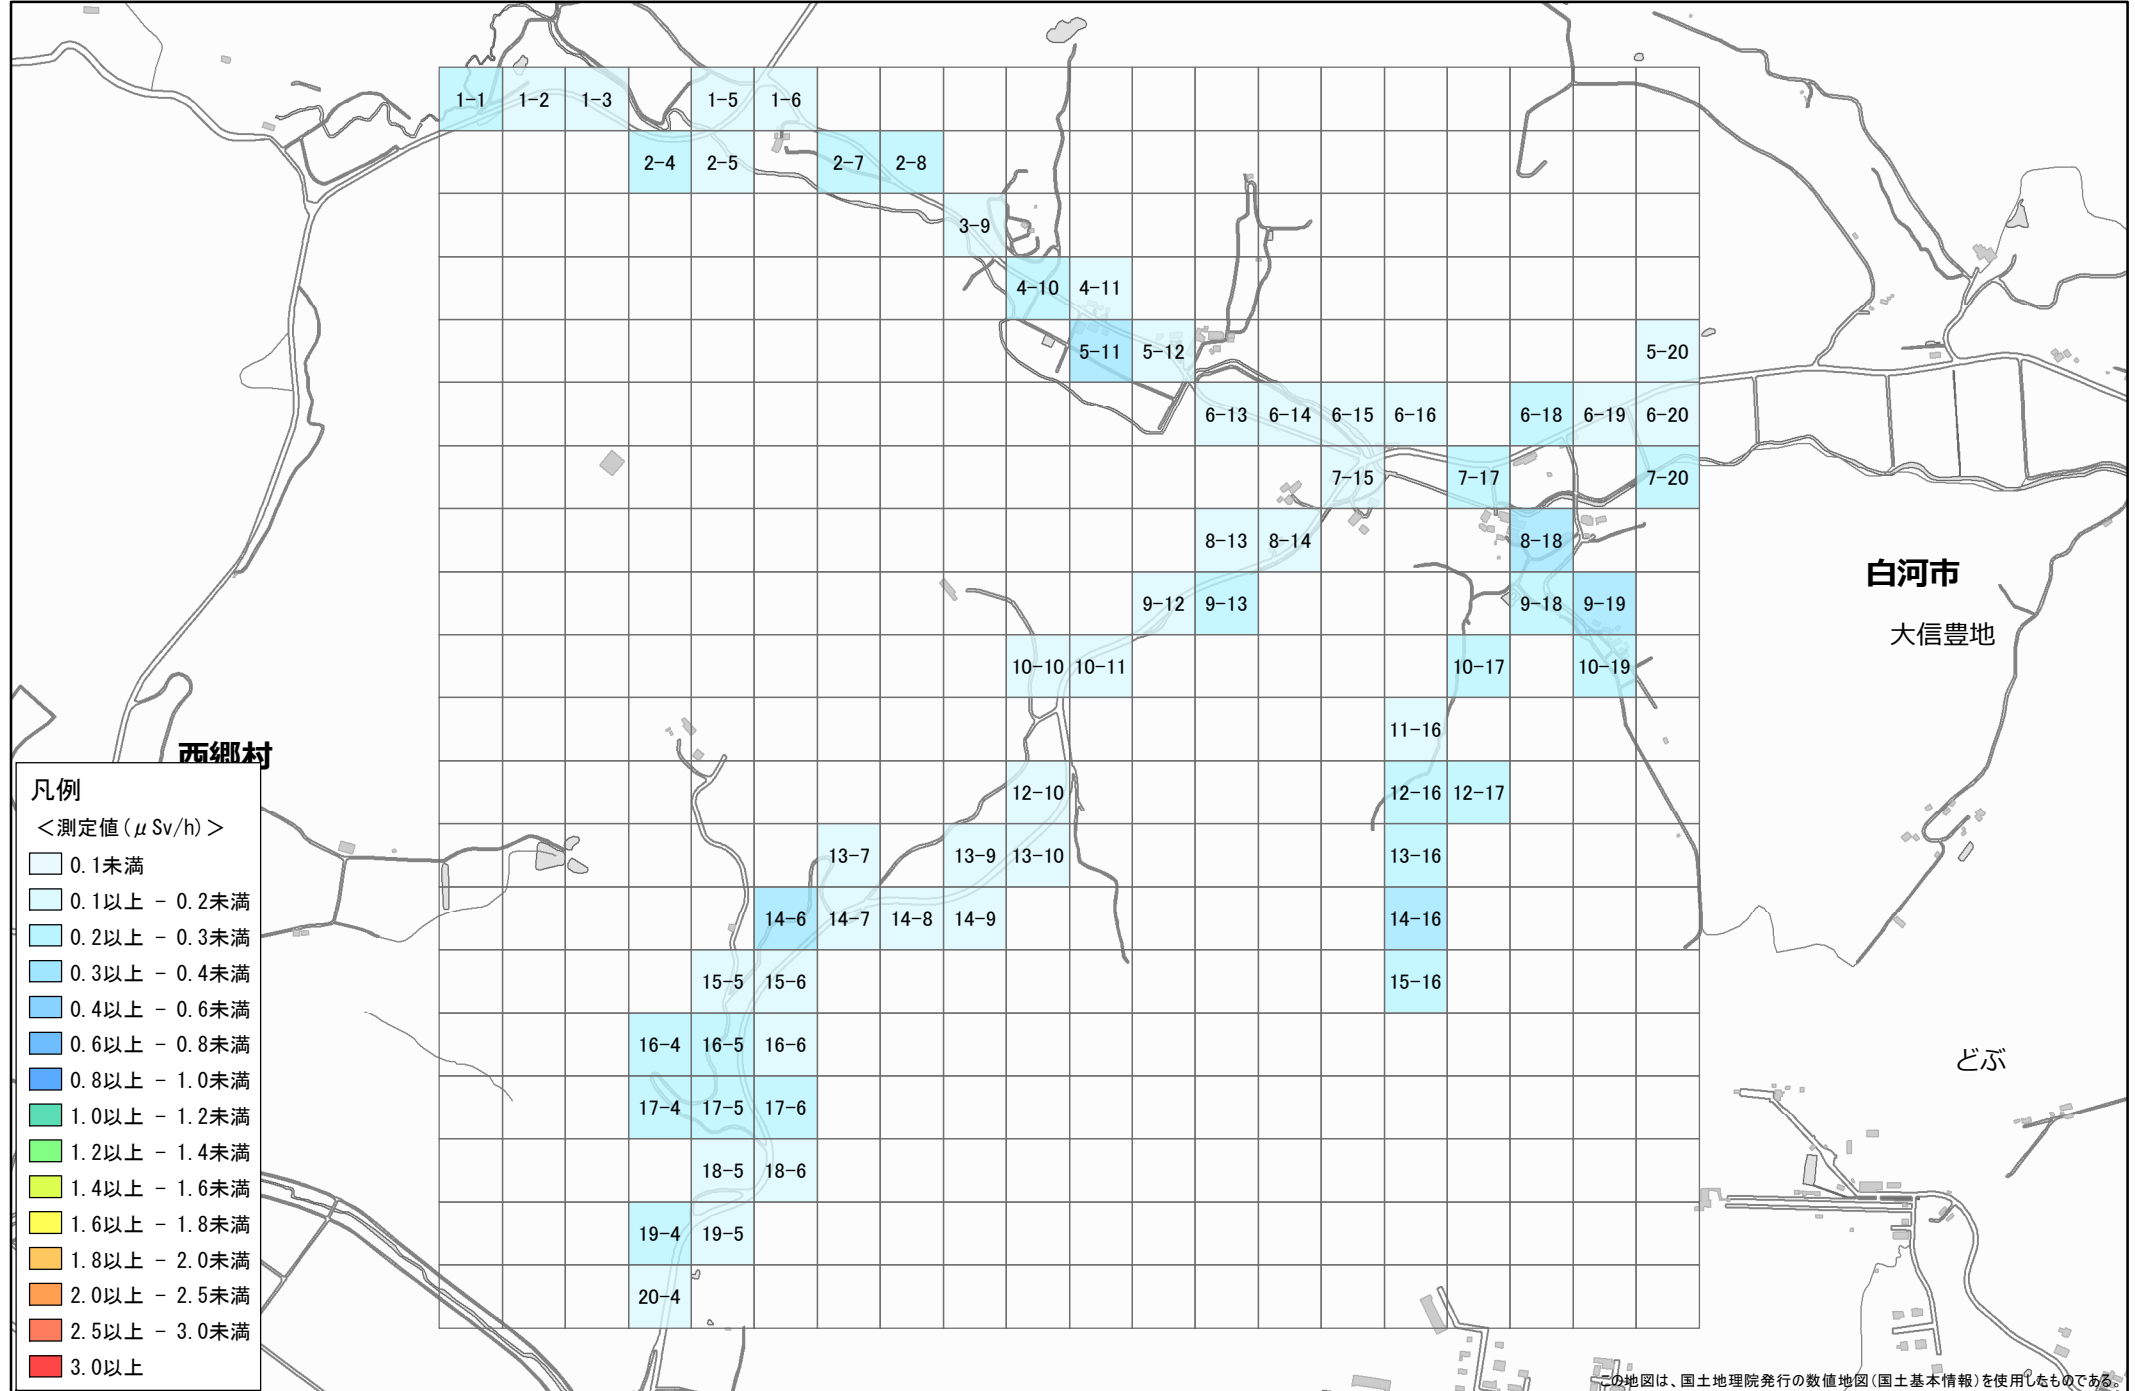 1-1 1-2 1-3 1-5 1-6
2-4 2-5 2-7 2-8
3-9
4-10 4-11
5-11 5-12 5-20
6-13 6-14 6-15 6-16 6-18 6-19 6-20
7-15 7-17 7-20
8-13 8-14 8-18
白河市
9-12 9-13 9-18 9-19
大信豊地
10-10 10-11 10-17 10-19
11-16
西郷村
12-10 12-16 12-17
13-7 13-9 13-10 13-16
14-6 14-7 14-8 14-9 14-16
15-5 15-6 15-16
16-4 16-5 16-6
どぶ
17-4 17-5 17-6
18-5 18-6
19-4 19-5
20-4
凡例
＜測定値(μSv/h)＞
0.1未満
0.1以上 - 0.2未満
0.2以上 - 0.3未満
0.3以上 - 0.4未満
0.4以上 - 0.6未満
0.6以上 - 0.8未満
0.8以上 - 1.0未満
1.0以上 - 1.2未満
1.2以上 - 1.4未満
1.4以上 - 1.6未満
1.6以上 - 1.8未満
1.8以上 - 2.0未満
2.0以上 - 2.5未満
2.5以上 - 3.0未満
3.0以上
この地図は、国土地理院発行の数値地図(国土基本情報)を使用したものである。